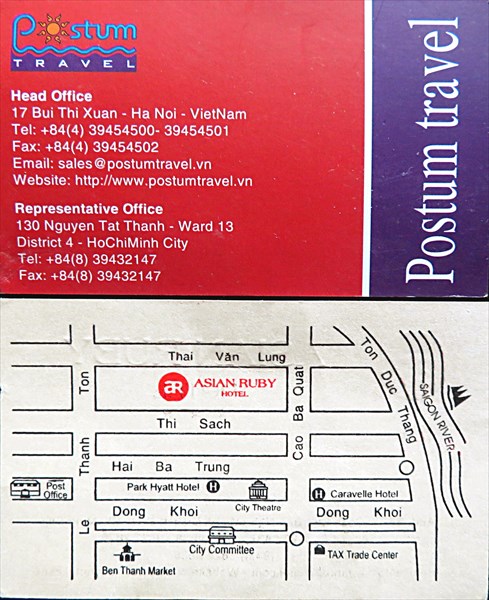 Postum
TRAVEL
Head Office
17 Bui Thi Xuan - Ha Noi - VietNam
Tel: +84(4) 39454500- 39454501
Fax: +84(4) 39454502
Email: sales@postumtravel.vn
Website: http://www.postumtravel.vn
Representative Office
130 Nguyen Tat Thanh - Ward 13
District 4 - HoChiMinh City
Tel: +84(8) 39432147
Fax: +84(8) 39432147
Postum travel
Thai Văn Lung
Ton Duc Thang
SAIGON RIVER
AR ASIAN RUBY
HOTEL
Le Thanh Ton
Cao Ba Quat
Thi Sach
Hai Ba Trung
Post
Office
Park Hyatt Hotel H
City Theatre
H Caravelle Hotel
Dong Khoi
Dong Khoi
City Committee
Ben Thanh Market
TAX Trade Center